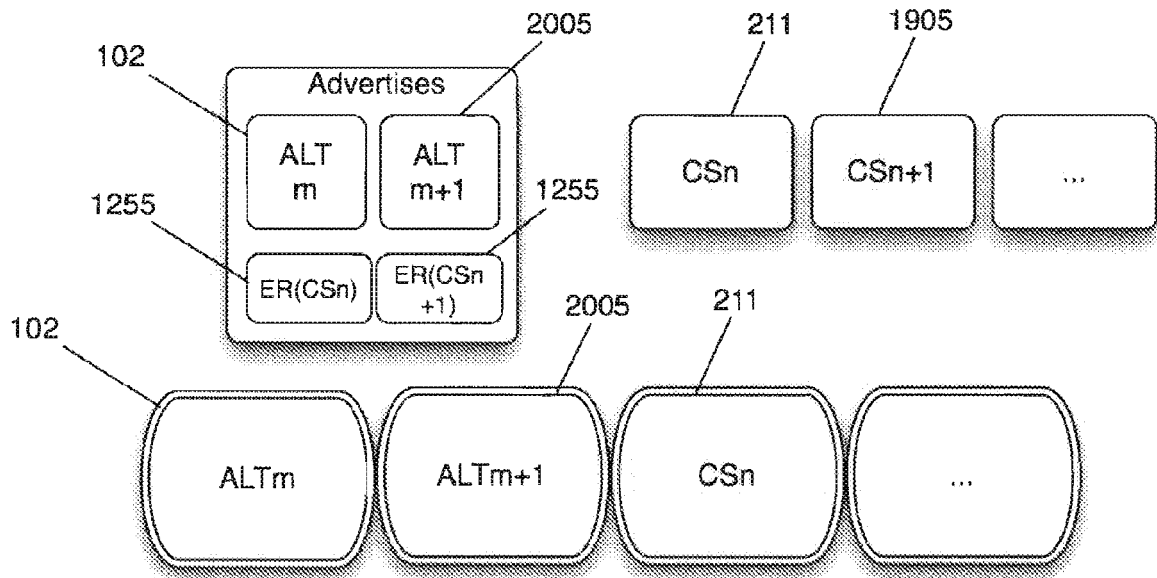 2005
211
1905
102
Advertises
ALT
m
ALT
m+1
CSn
CSn+1
...
1255
1255
ER(CSn)
ER(CSn
+1)
102
2005
211
ALTm
ALTm+1
CSn
...